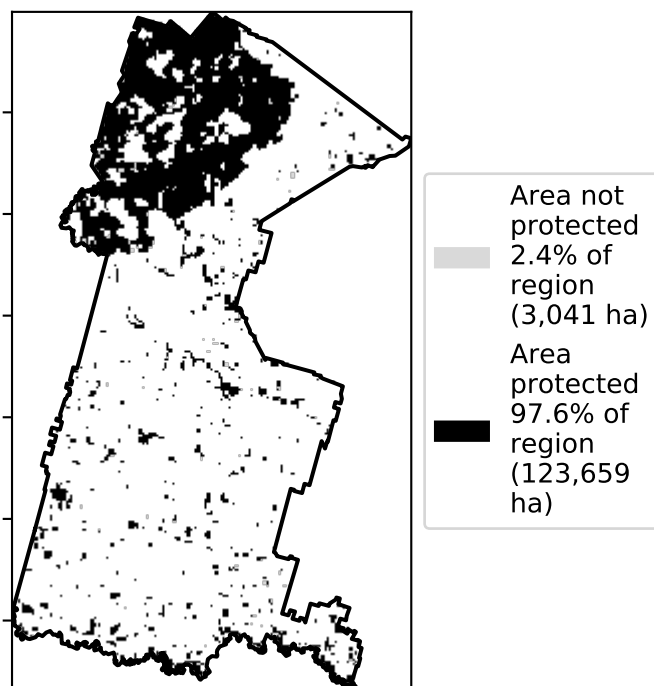 Area not
protected
2.4% of
region
(3,041 ha)
Area
protected
97.6% of
region
(123,659
ha)